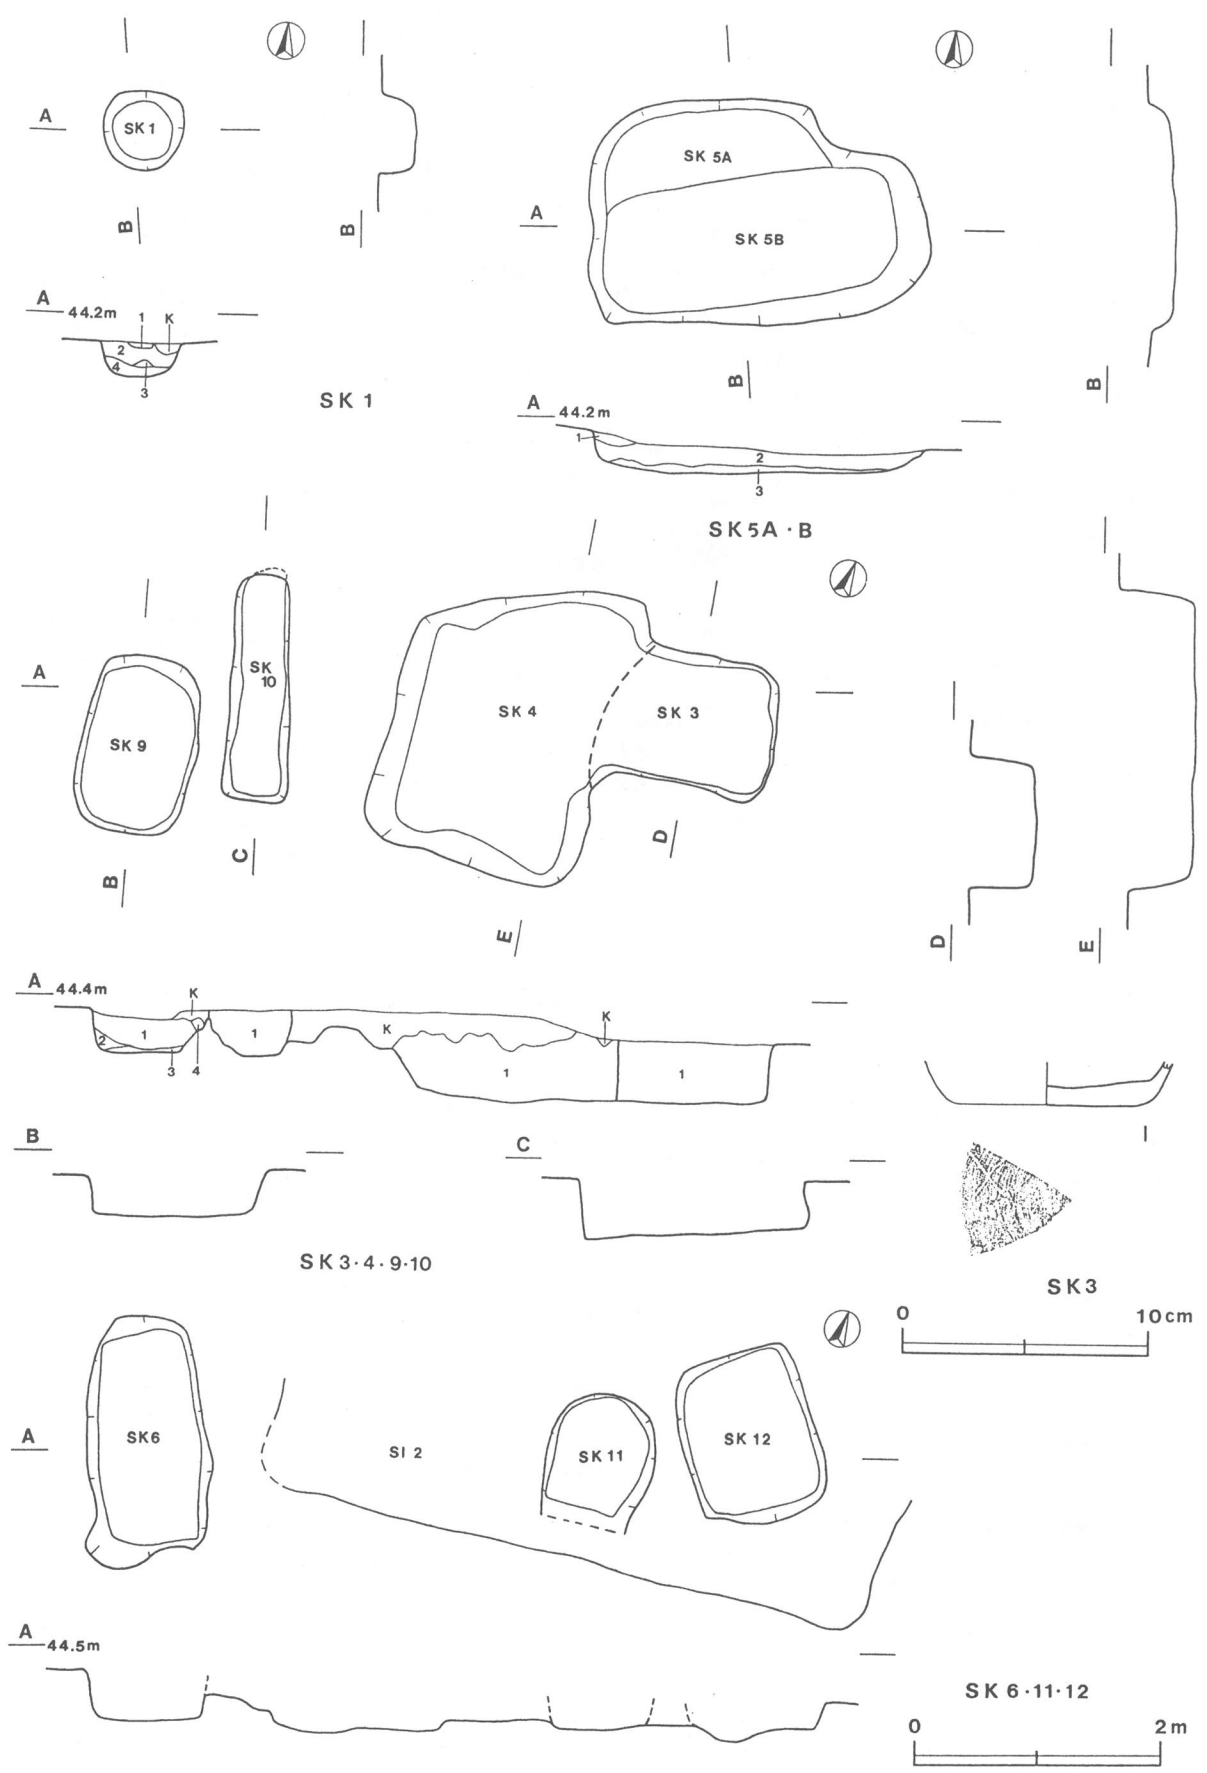 A
SK 1
B
B
A 44.2m 1 K
2
4
3
SK 1
SK 5A
A
SK 5B
B
B
A 44.2m
1
2
3
SK5A・B
A
SK 9
SK 10
SK 4
SK 3
B
C
D
E
D
E
A 44.4m
K
1
2
3
4
1
K
K
1
1
B
C
SK3・4・9・10
1
SK3
0 10cm
A
SK6
SI 2
SK 11
SK 12
A 44.5m
SK 6・11・12
0 2m